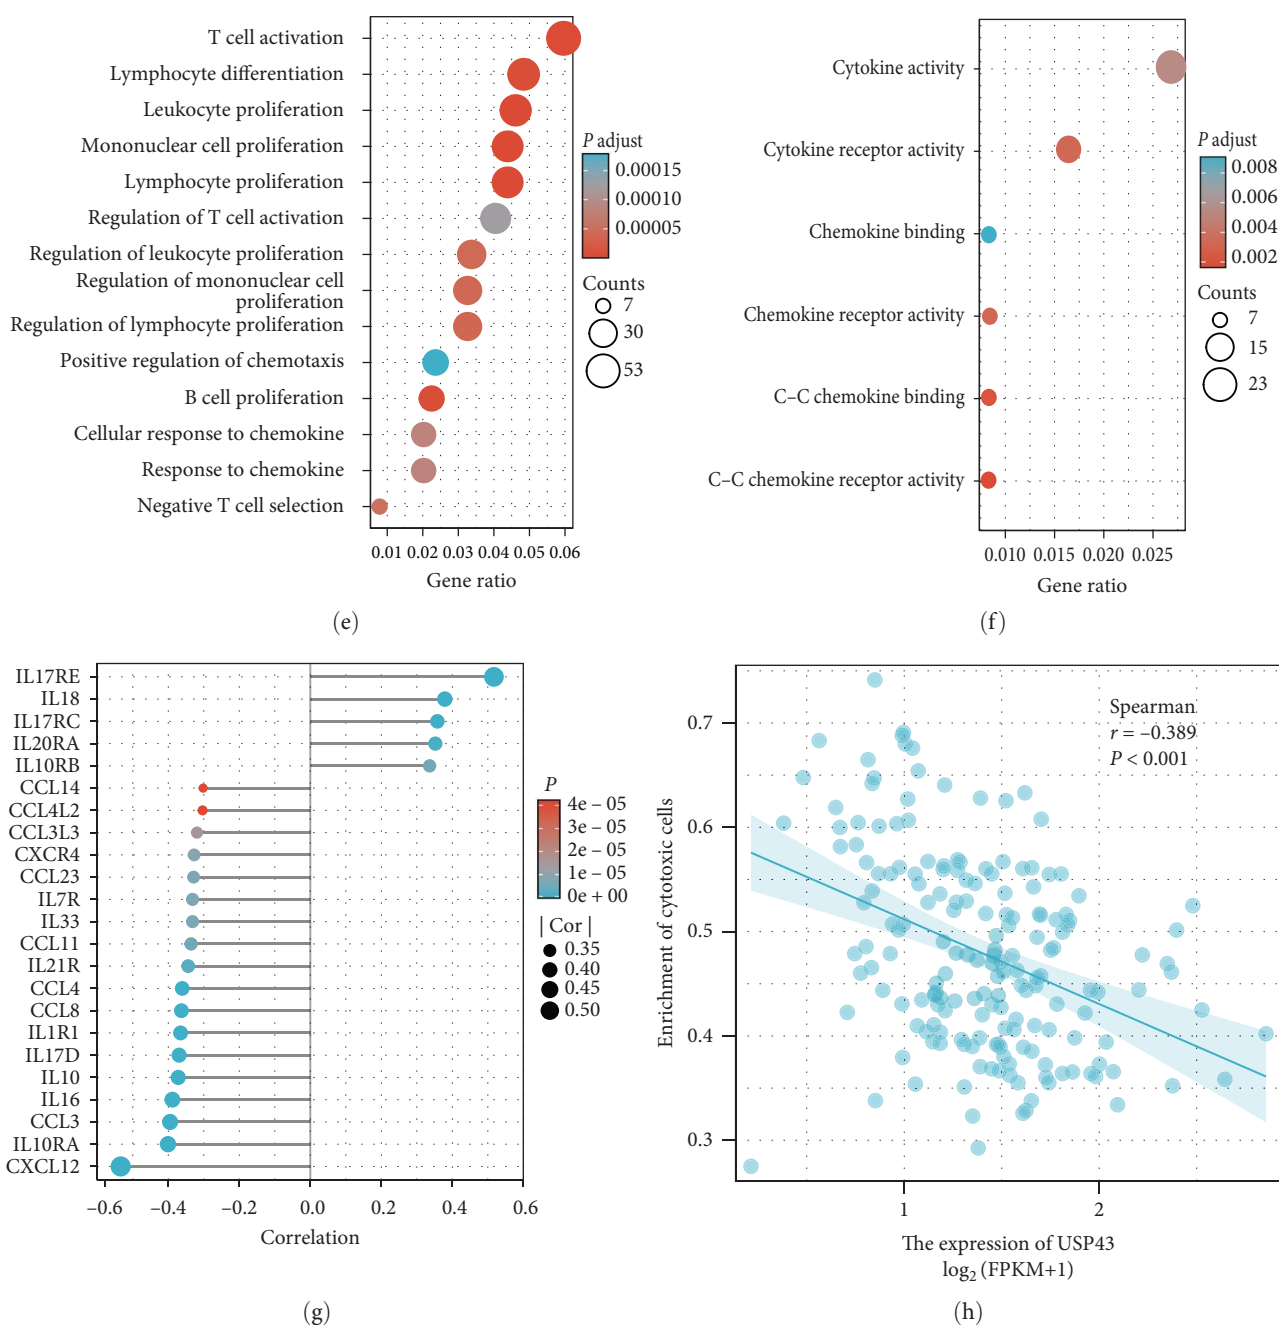 T cell activation
Lymphocyte differentiation
Leukocyte proliferation
Mononuclear cell proliferation
Lymphocyte proliferation
Regulation of T cell activation
Regulation of leukocyte proliferation
Regulation of mononuclear cell
proliferation
Regulation of lymphocyte proliferation
Positive regulation of chemotaxis
B cell proliferation
Cellular response to chemokine
Response to chemokine
Negative T cell selection
0.01 0.02 0.03 0.04 0.05 0.06
Gene ratio
P adjust
0.00015
0.00010
0.00005
Counts
7
30
53
(e)
Cytokine activity
Cytokine receptor activity
Chemokine binding
Chemokine receptor activity
C–C chemokine binding
C–C chemokine receptor activity
0.010 0.015 0.020 0.025
Gene ratio
P adjust
0.008
0.006
0.004
0.002
Counts
7
15
23
(f)
IL17RE
IL18
IL17RC
IL20RA
IL10RB
CCL14
CCL4L2
CCL3L3
CXCR4
CCL23
IL7R
IL33
CCL11
IL21R
CCL4
CCL8
IL1R1
IL17D
IL10
IL16
CCL3
IL10RA
CXCL12
–0.6 –0.4 –0.2 0.0 0.2 0.4 0.6
Correlation
P
4e – 05
3e – 05
2e – 05
1e – 05
0e + 00
| Cor |
0.35
0.40
0.45
0.50
(g)
Enrichment of cytotoxic cells
0.7
0.6
0.5
0.4
0.3
Spearman
r = –0.389
P < 0.001
1 2
The expression of USP43
log2 (FPKM+1)
(h)